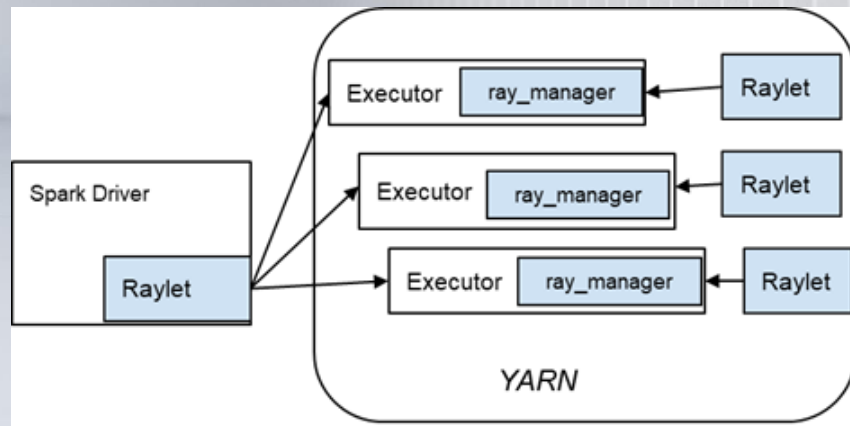 Executor ray_manager Raylet
Executor ray_manager Raylet
Spark Driver
Raylet
Executor ray_manager Raylet
YARN